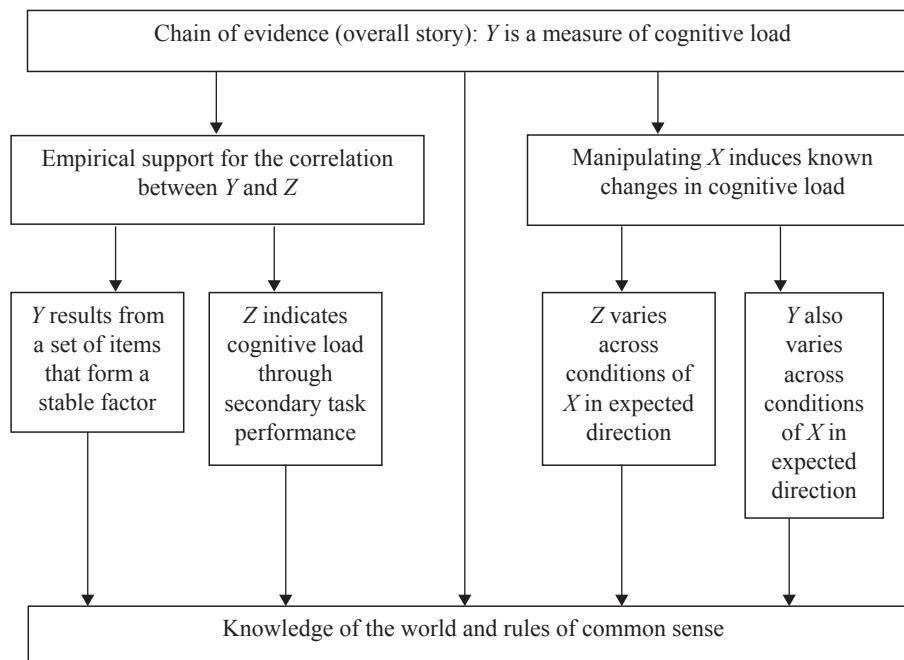 Chain of evidence (overall story): Y is a measure of cognitive load
Empirical support for the correlation
between Y and Z
Manipulating X induces known
changes in cognitive load
Y results from
a set of items
that form a
stable factor
Z indicates
cognitive load
through
secondary task
performance
Z varies
across
conditions of
X in expected
direction
Y also
varies
across
conditions
of X in
expected
direction
Knowledge of the world and rules of common sense